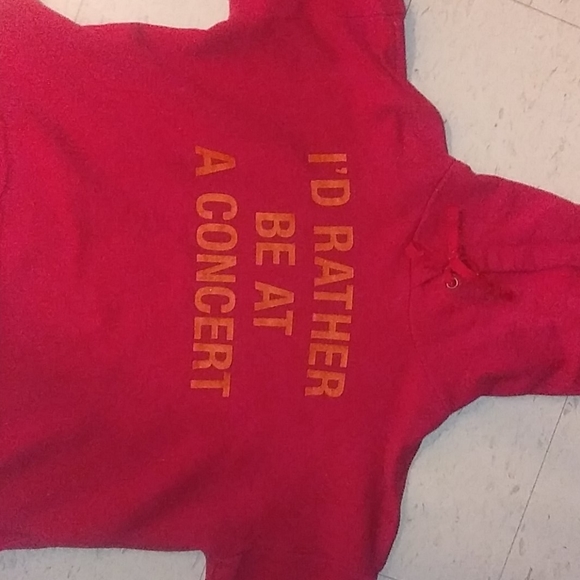 I'D RATHER
BE AT
A CONCERT